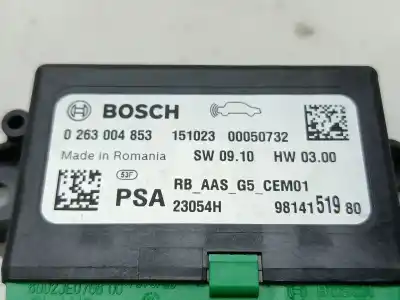 BOSCH
0 263 004 853 151023 00050732
Made in Romania SW 09.10 HW 03.00
53F
RB_AAS_G5_CEM01
PSA 23054H 98141519 80